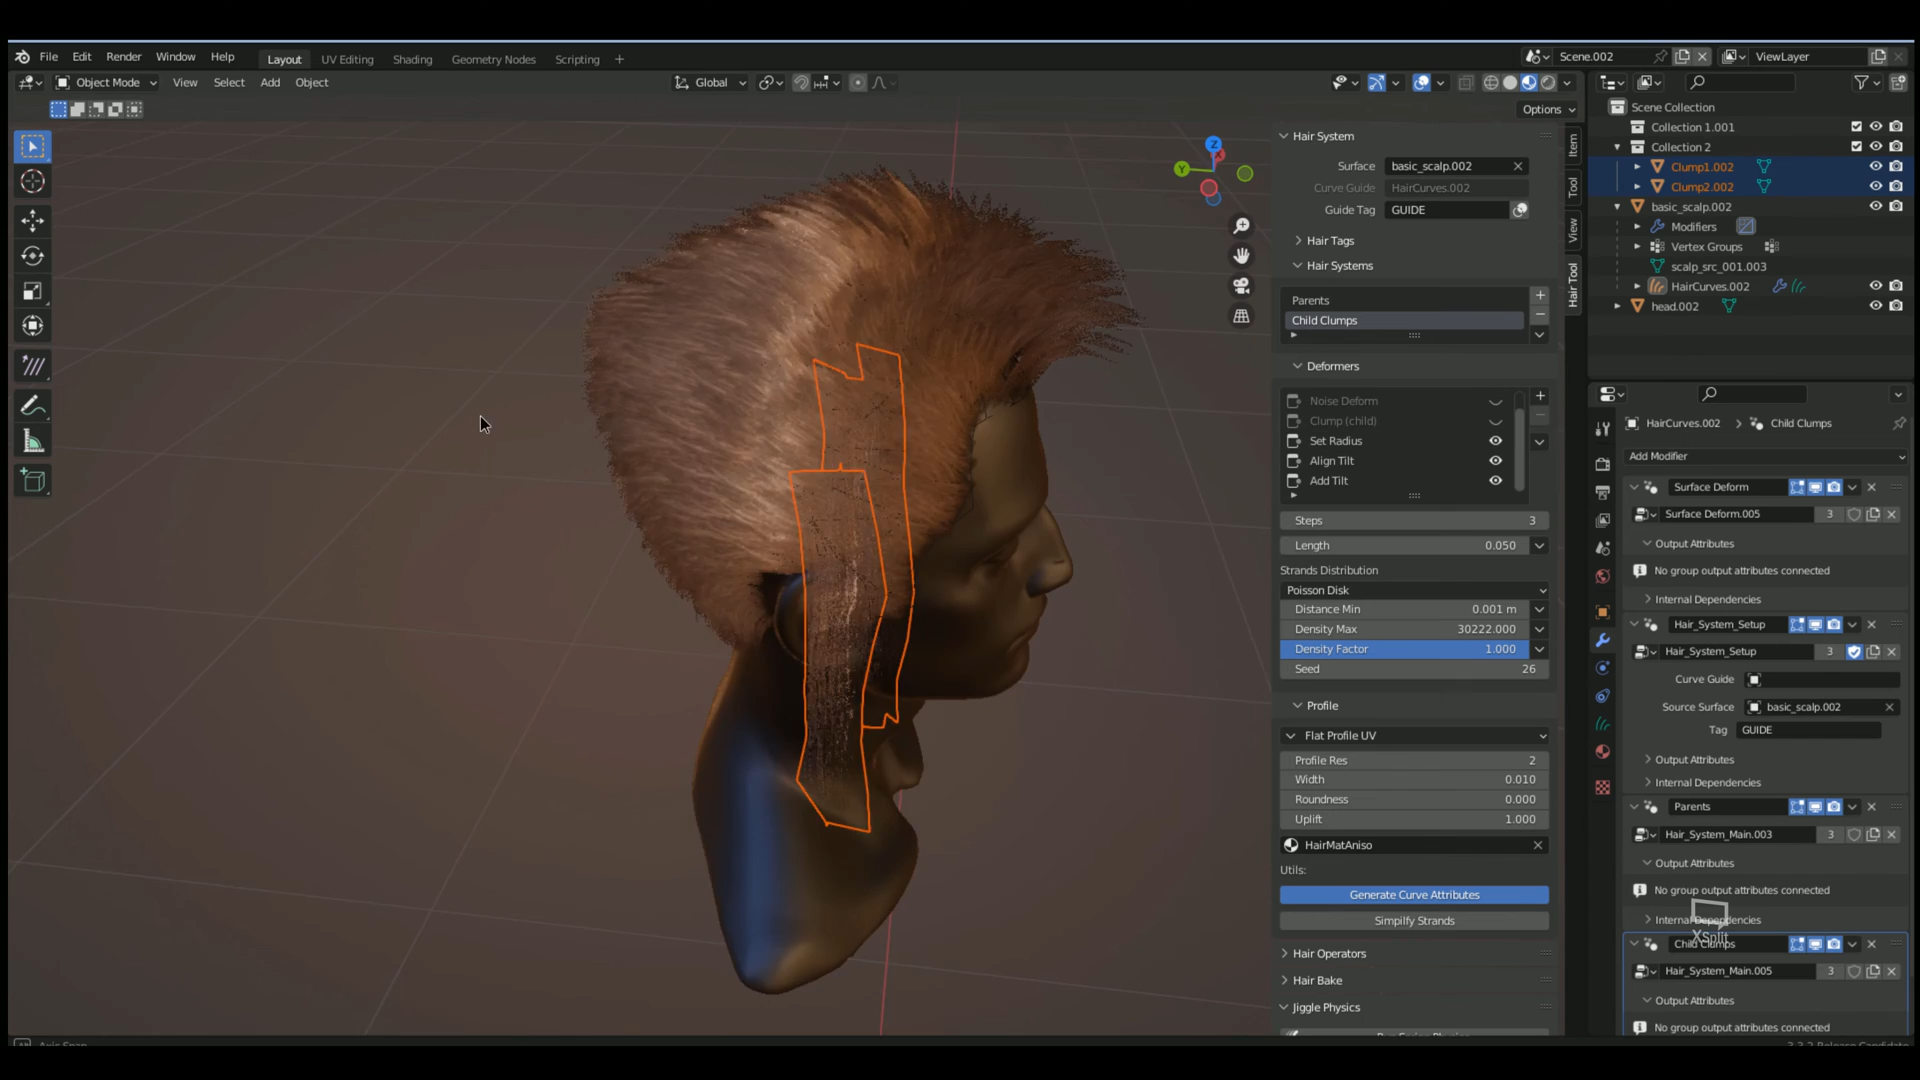 File Edit Render Window Help Layout UV Editing Shading Geometry Nodes Scripting + Scene.002 ViewLayer
Object Mode View Select Add Object Global
Options
Z
Y
Hair System
Surface basic_scalp.002
Curve Guide HairCurves.002
Guide Tag GUIDE
Hair Tags
Hair Systems
Parents
Child Clumps
Deformers
Noise Deform
Clump (child)
Set Radius
Align Tilt
Add Tilt
Steps 3
Length 0.050
Strands Distribution
Poisson Disk
Distance Min 0.001 m
Density Max 30222.000
Density Factor 1.000
Seed 26
Profile
Flat Profile UV
Profile Res 2
Width 0.010
Roundness 0.000
Uplift 1.000
HairMatAniso
Utils:
Generate Curve Attributes
Simplify Strands
Hair Operators
Hair Bake
Jiggle Physics
Item
Tool
View
Hair Tool
Scene Collection
Collection 1.001
Collection 2
Clump1.002
Clump2.002
basic_scalp.002
Modifiers
Vertex Groups
scalp_src_001.003
HairCurves.002
head.002
HairCurves.002 > Child Clumps
Add Modifier
Surface Deform
Surface Deform.005 3
Output Attributes
No group output attributes connected
Internal Dependencies
Hair_System_Setup
Hair_System_Setup 3
Curve Guide
Source Surface basic_scalp.002
Tag GUIDE
Output Attributes
Internal Dependencies
Parents
Hair_System_Main.003 3
Output Attributes
No group output attributes connected
Internal Dependencies
XSplit
Child Clumps
Hair_System_Main.005 3
Output Attributes
No group output attributes connected